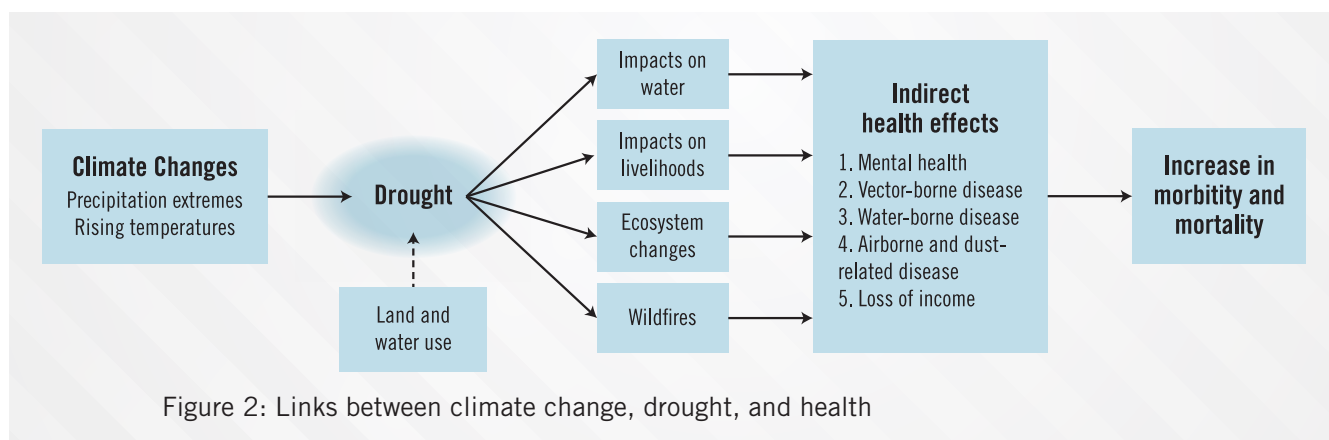 Climate Changes
Precipitation extremes
Rising temperatures
Drought
Land and
water use
Impacts on
water
Impacts on
livelihoods
Ecosystem
changes
Wildfires
Indirect
health effects
1. Mental health
2. Vector-borne disease
3. Water-borne disease
4. Airborne and dust-
related disease
5. Loss of income
Increase in
morbitity and
mortality
Figure 2: Links between climate change, drought, and health